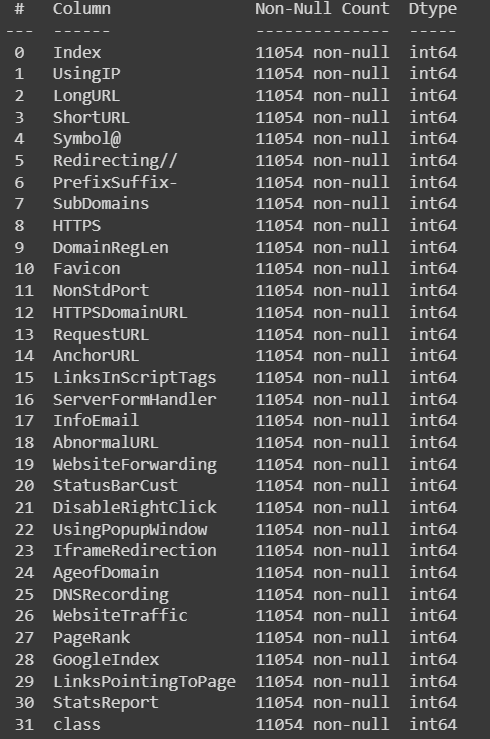 #   Column               Non-Null Count  Dtype
---  ------               --------------  -----
0   Index                11054 non-null  int64
1   UsingIP              11054 non-null  int64
2   LongURL              11054 non-null  int64
3   ShortURL             11054 non-null  int64
4   Symbol@              11054 non-null  int64
5   Redirecting//        11054 non-null  int64
6   PrefixSuffix-        11054 non-null  int64
7   SubDomains           11054 non-null  int64
8   HTTPS                11054 non-null  int64
9   DomainRegLen         11054 non-null  int64
10  Favicon              11054 non-null  int64
11  NonStdPort           11054 non-null  int64
12  HTTPSDomainURL       11054 non-null  int64
13  RequestURL           11054 non-null  int64
14  AnchorURL            11054 non-null  int64
15  LinksInScriptTags    11054 non-null  int64
16  ServerFormHandler    11054 non-null  int64
17  InfoEmail            11054 non-null  int64
18  AbnormalURL          11054 non-null  int64
19  WebsiteForwarding    11054 non-null  int64
20  StatusBarCust        11054 non-null  int64
21  DisableRightClick    11054 non-null  int64
22  UsingPopupWindow     11054 non-null  int64
23  IframeRedirection    11054 non-null  int64
24  AgeofDomain          11054 non-null  int64
25  DNSRecording         11054 non-null  int64
26  WebsiteTraffic       11054 non-null  int64
27  PageRank             11054 non-null  int64
28  GoogleIndex          11054 non-null  int64
29  LinksPointingToPage  11054 non-null  int64
30  StatsReport          11054 non-null  int64
31  class                11054 non-null  int64